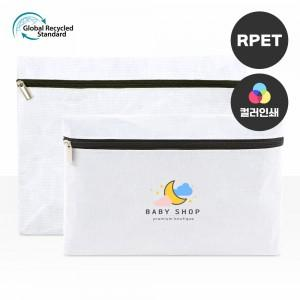 Global Recycled
Standard
RPET
컬러인쇄
BABY SHOP
premium boutique